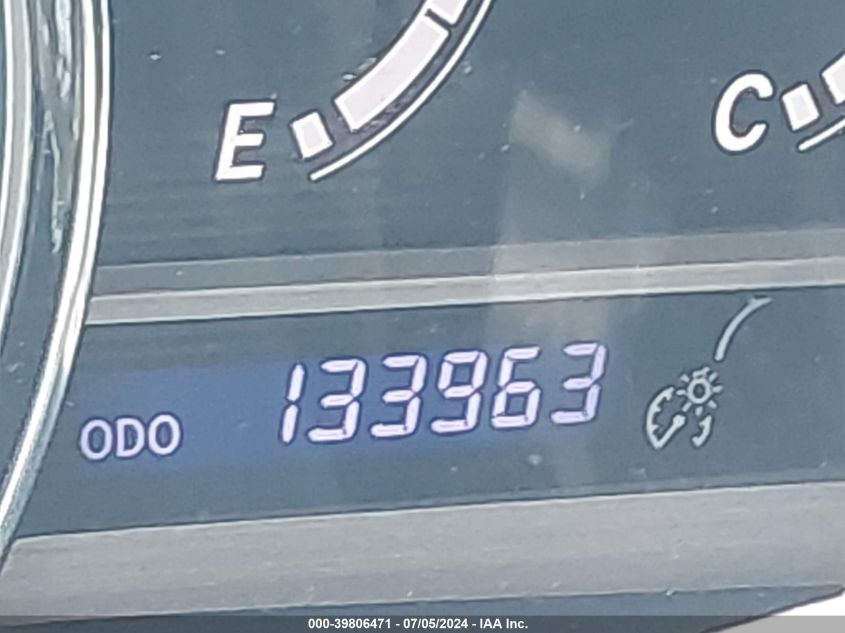 E
C
ODO 133963
000-39806471 - 07/05/2024 - IAA Inc.